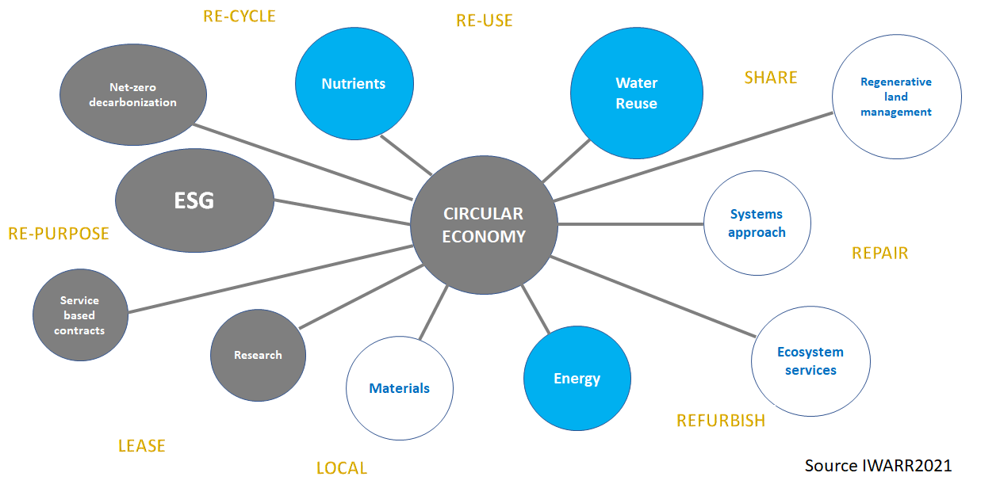 RE-CYCLE
RE-USE
Net-zero
decarbonization
Nutrients
Water
Reuse
SHARE
Regenerative
land
management
ESG
CIRCULAR
ECONOMY
Systems
approach
RE-PURPOSE
REPAIR
Service
based
contracts
Research
Materials
Energy
Ecosystem
services
REFURBISH
LEASE
LOCAL
Source IWARR2021